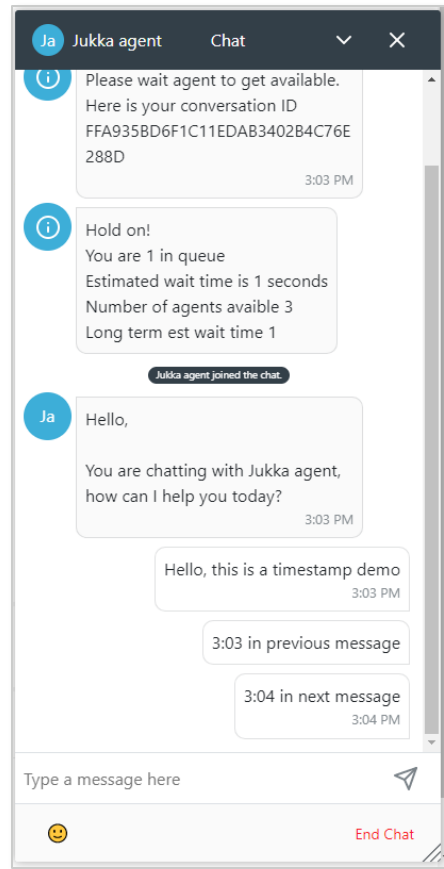 Ja Jukka agent Chat
Please wait agent to get available.
Here is your conversation ID
FFA935BD6F1C11EDAB3402B4C76E
288D
3:03 PM
Hold on!
You are 1 in queue
Estimated wait time is 1 seconds
Number of agents avaible 3
Long term est wait time 1
Jukka agent joined the chat.
Ja
Hello,
You are chatting with Jukka agent,
how can I help you today?
3:03 PM
Hello, this is a timestamp demo
3:03 PM
3:03 in previous message
3:04 in next message
3:04 PM
Type a message here
End Chat